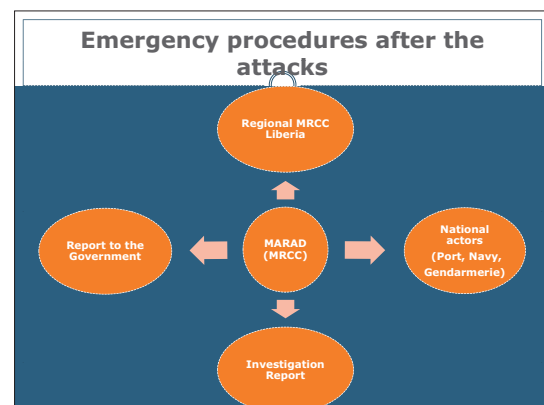 Emergency procedures after the
attacks
Regional MRCC
Liberia
Report to the
Government
MARAD
(MRCC)
National
actors
(Port, Navy,
Gendarmerie)
Investigation
Report